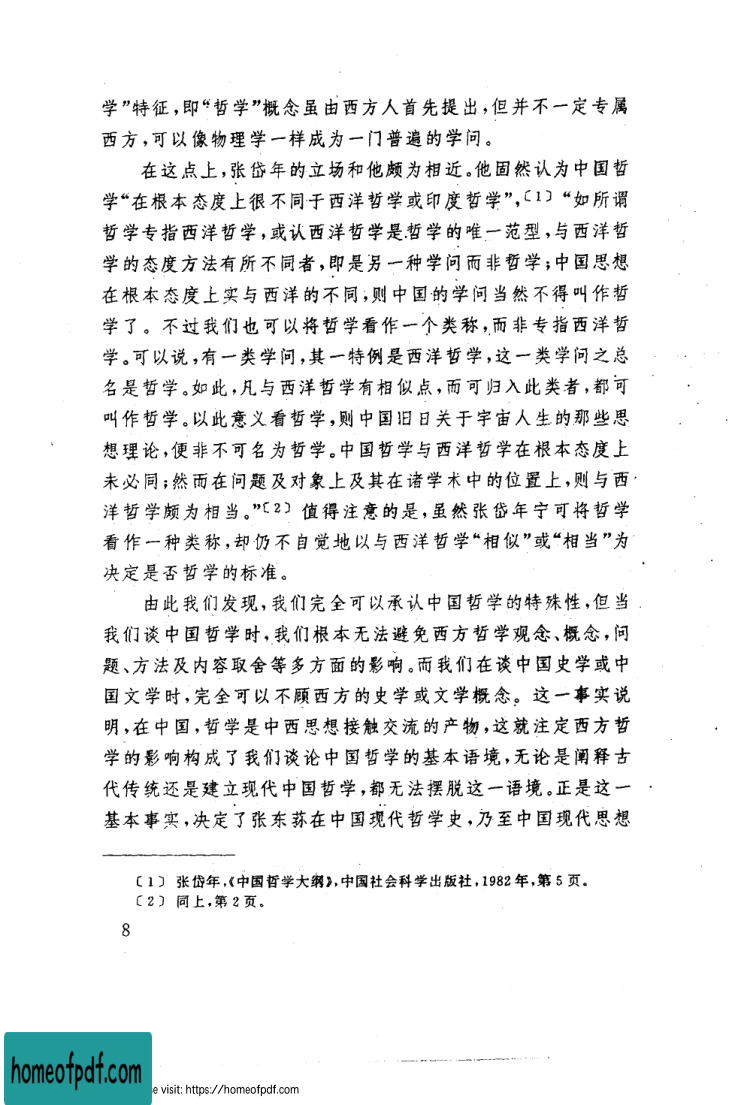 学”特征,即“哲学”概念虽由西方人首先提出,但并不一定专属
西方,可以像物理学一样成为一门普遍的学问。
在这点上,张岱年的立场和他颇为相近。他固然认为中国哲
学“在根本态度上很不同于西洋哲学或印度哲学”,〔1〕“如所谓
哲学专指西洋哲学,或认西洋哲学是哲学的唯一范型,与西洋哲
学的态度方法有所不同者,即是另一种学问而非哲学;中国思想
在根本态度上实与西洋的不同,则中国的学问当然不得叫作哲
学了。不过我们也可以将哲学看作一个类称,而非专指西洋哲
学。可以说,有一类学问,其一特例是西洋哲学,这一类学问之总
名是哲学。如此,凡与西洋哲学有相似点,而可归入此类者,都可
叫作哲学。以此意义看哲学,则中国旧日关于宇宙人生的那些思
想理论,便非不可名为哲学。中国哲学与西洋哲学在根本态度上
未必同;然而在问题及对象上及其在诸学术中的位置上,则与西
洋哲学颇为相当。”〔2〕值得注意的是,虽然张岱年宁可将哲学
看作一种类称,却仍不自觉地以与西洋哲学“相似”或“相当”为
决定是否哲学的标准。
由此我们发现,我们完全可以承认中国哲学的特殊性,但当
我们谈中国哲学时,我们根本无法避免西方哲学观念、概念,问
题、方法及内容取舍等多方面的影响。而我们在谈中国史学或中
国文学时,完全可以不顾西方的史学或文学概念。这一事实说
明,在中国,哲学是中西思想接触交流的产物,这就注定西方哲
学的影响构成了我们谈论中国哲学的基本语境,无论是阐释古
代传统还是建立现代中国哲学,都无法摆脱这一语境。正是这一
基本事实,决定了张东荪在中国现代哲学史,乃至中国现代思想
〔1〕 张岱年,《中国哲学大纲》,中国社会科学出版社,1982年,第5页。
〔2〕 同上,第2页。
8
homeofpdf.com
e visit: https://homeofpdf.com